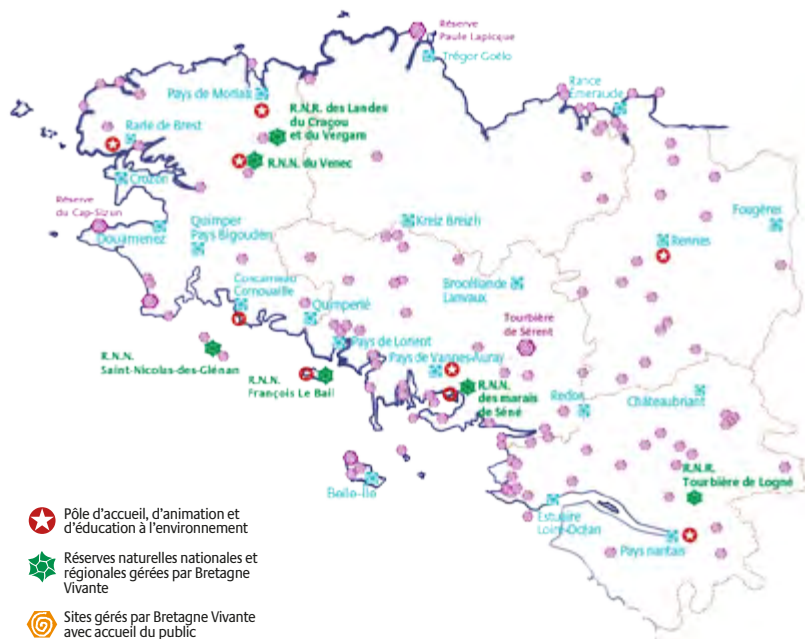 Réserve
Paule Lapicque
Trégor Goëlo
Pays de Morlaix
Rance
Emeraude
R.N.R. des Landes
du Cragou
et du Vergam
Rade de Brest
R.N.N. du Venec
Crozon
Réserve
du Cap-Sizun
Douarnenez
Quimper
Pays Bigouden
Kreiz Breizh
Fougères
Rennes
Concarneau
Cornouaille
Quimperlé
Brocéliande
Lanvaux
Tourbière
de Sérent
Pays de Lorient
Pays de Vannes-Auray
R.N.N.
Saint-Nicolas-des-Glénan
R.N.N.
François Le Bail
R.N.N.
des marais
de Séné
Redon
Châteaubriant
R.N.R.
Tourbière de Logné
Belle-Ile
Estuaire
Loire-Océan
Pays nantais
Pôle d'accueil, d'animation et
d'éducation à l'environnement
Réserves naturelles nationales et
régionales gérées par Bretagne
Vivante
Sites gérés par Bretagne Vivante
avec accueil du public